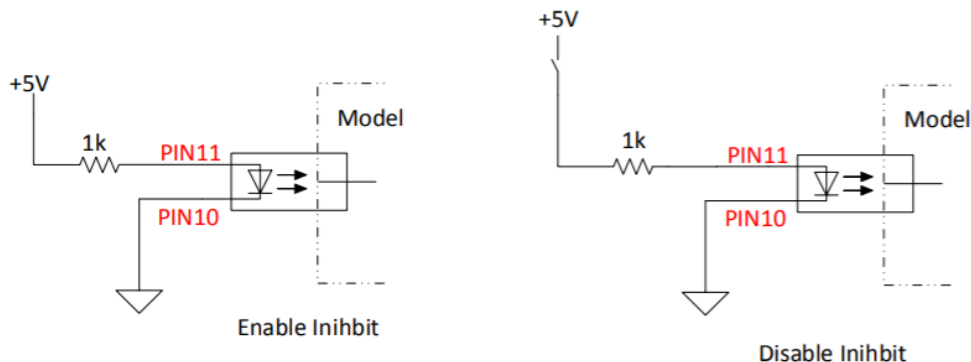 +5V
Model
1k
PIN11
PIN10
Enable Inihbit
+5V
Model
1k
PIN11
PIN10
Disable Inihbit